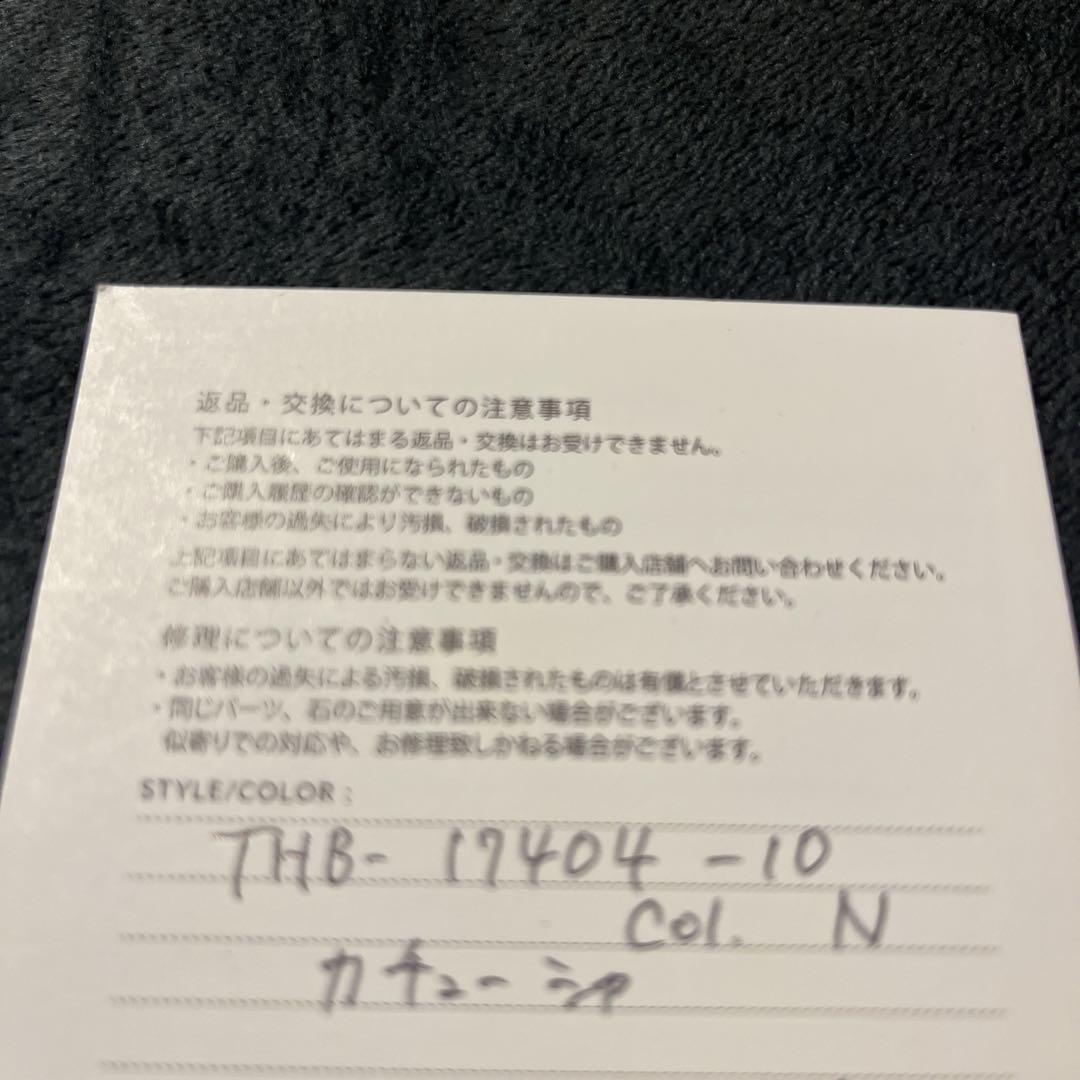 返品・交換についての注意事項
下記項目にあてはまる返品・交換はお受けできません。
・ご購入後、ご使用になられたもの
・ご購入履歴の確認ができないもの
・お客様の過失により汚損、破損されたもの
上記項目にあてはまらない返品・交換はご購入店舗へお問い合わせください。
ご購入店舗以外ではお受けできませんので、ご了承ください。
修理についての注意事項
・お客様の過失による汚損、破損されたものは有償とさせていただきます。
・同じパーツ、石のご用意が出来ない場合がございます。
似寄りでの対応や、お修理致しかねる場合がございます。
STYLE/COLOR :
THB- 17404 -10
Col. N
カチューシャ